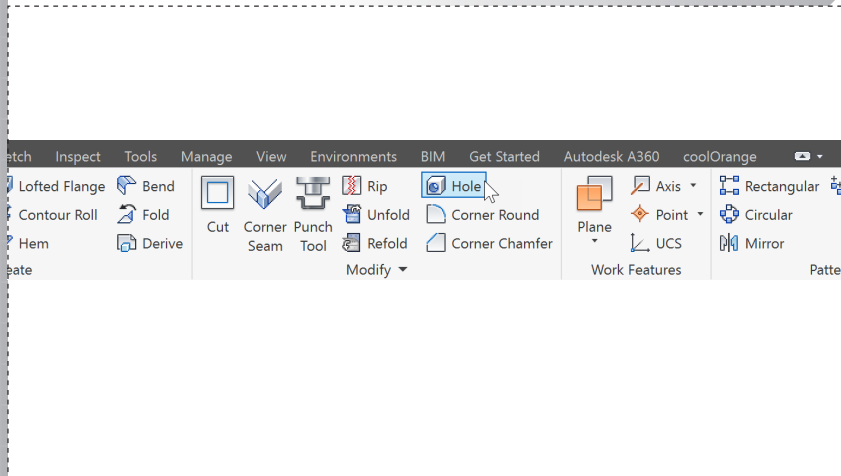 etch Inspect Tools Manage View Environments BIM Get Started Autodesk A360 coolOrange
Lofted Flange Bend Rip Hole Axis Rectangular
Contour Roll Fold Cut Corner Seam Punch Tool Unfold Corner Round Plane Point Circular
Hem Derive Refold Corner Chamfer UCS Mirror
eate Modify Work Features Patte